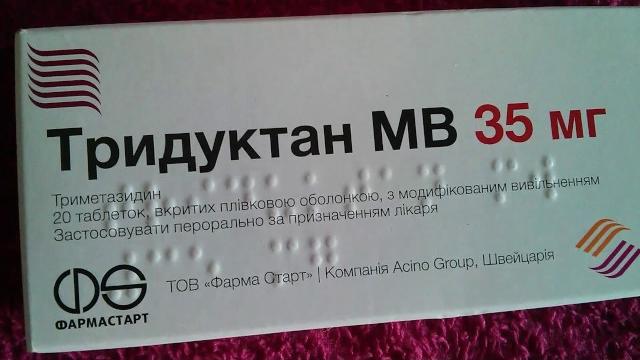 Тридуктан МВ 35 мг
Триметазидин
20 таблеток, вкритих плівковою оболонкою, з модифікованим вивільненням
Застосовувати перорально за призначенням лікаря
ТОВ «Фарма Старт» | Компанія Acino Group, Швейцарія
ФАРМАСТАРТ